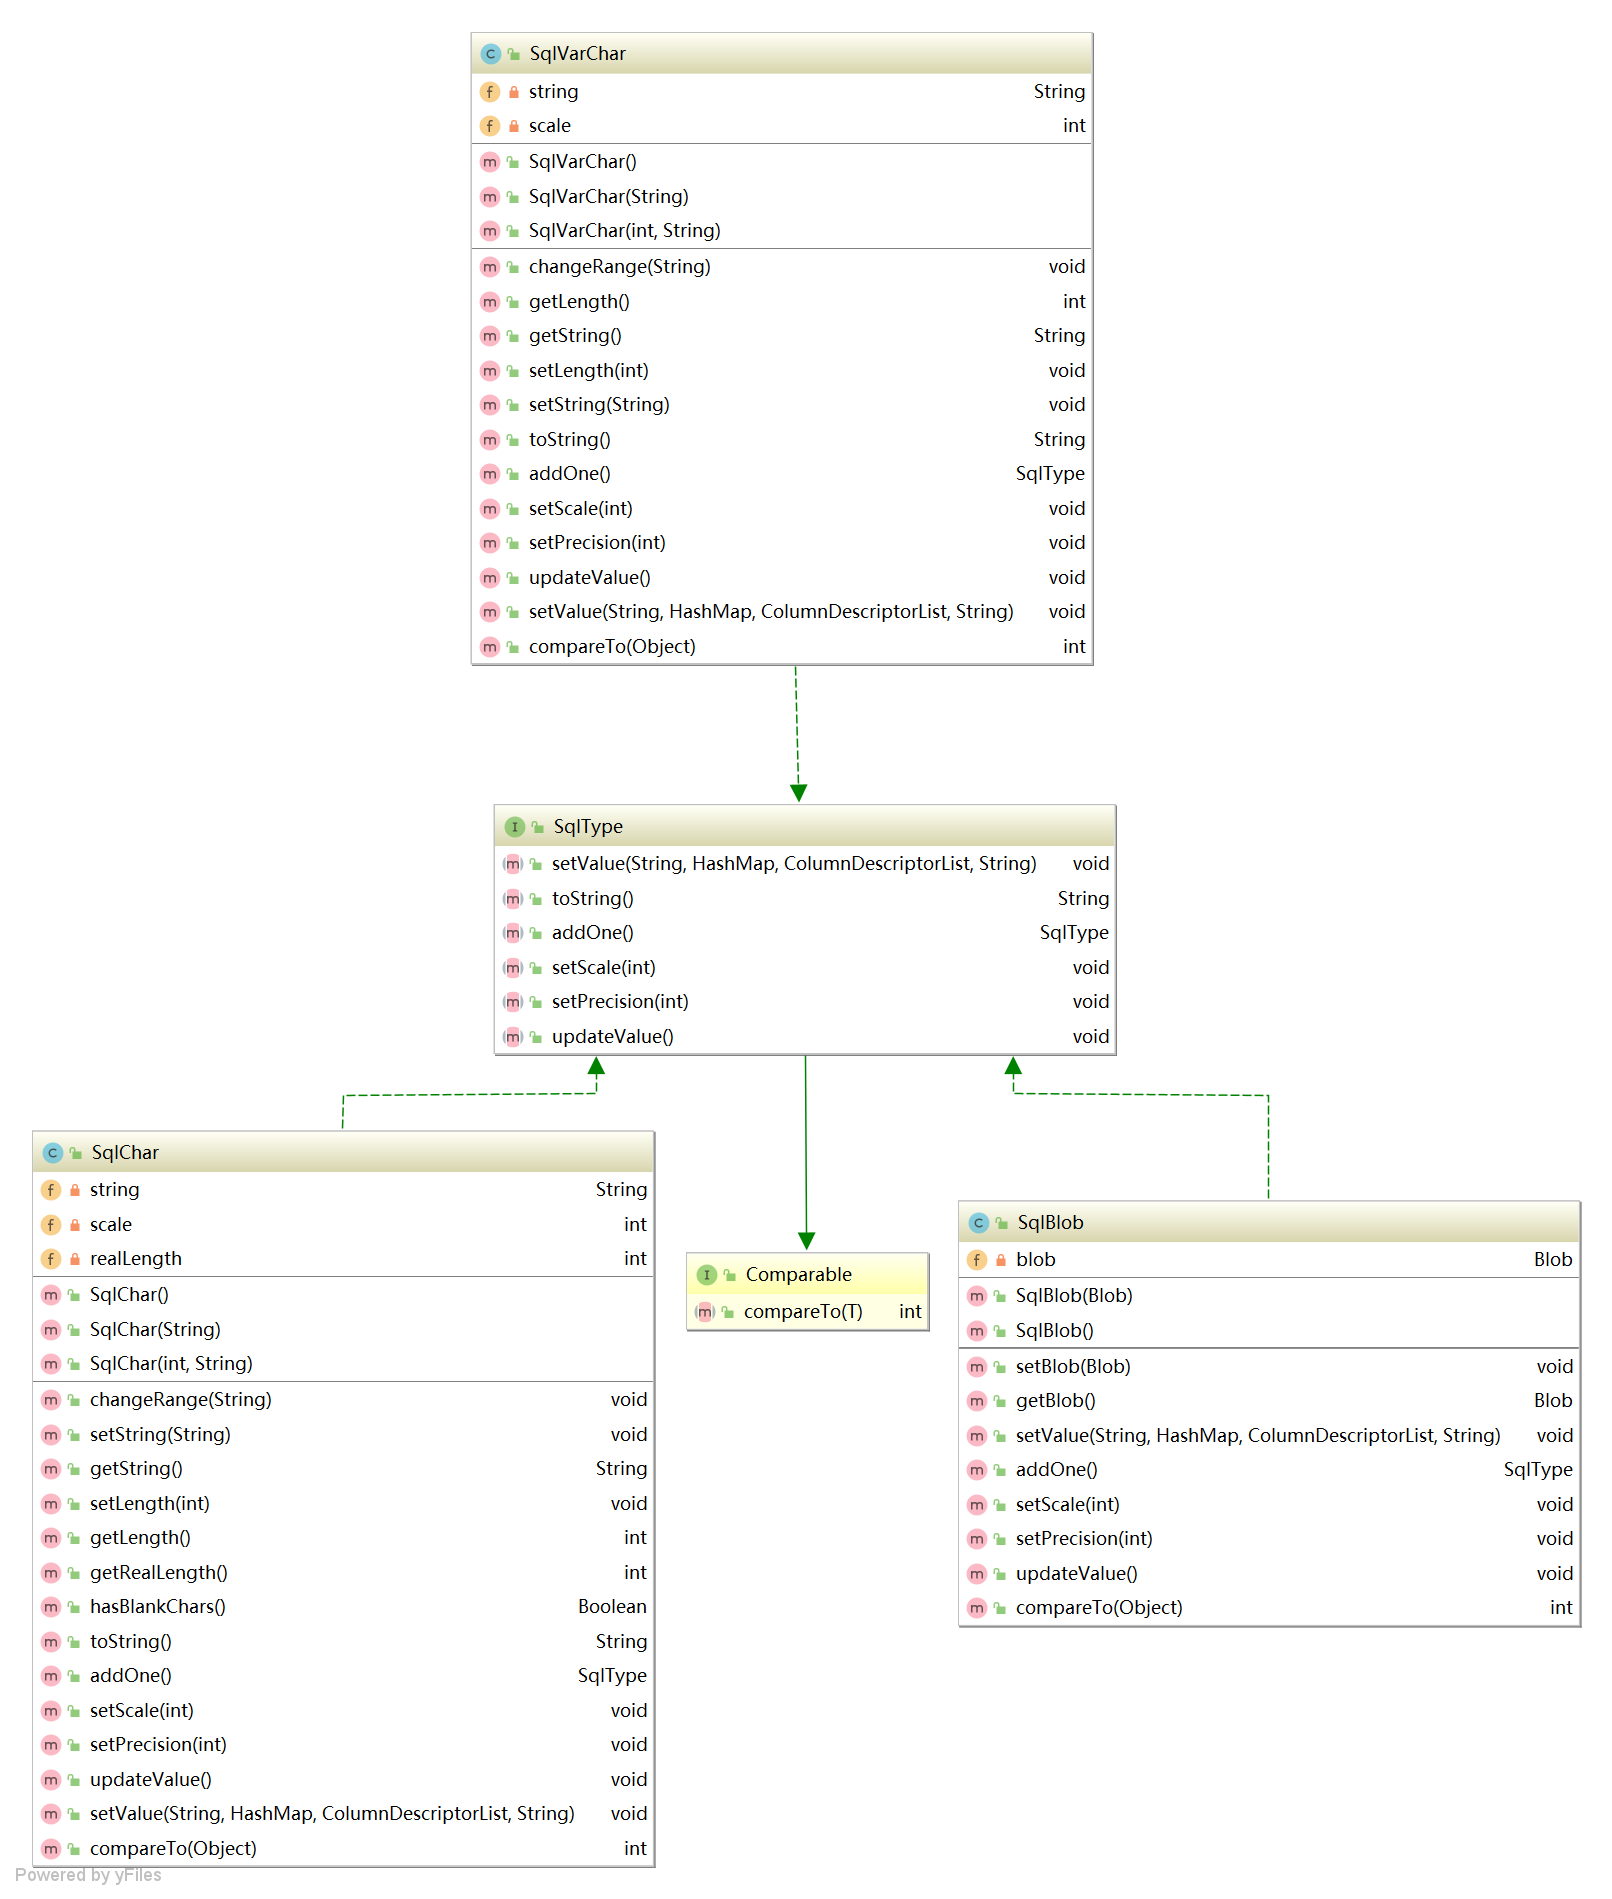 SqlVarChar
string String
scale int
SqlVarChar()
SqlVarChar(String)
SqlVarChar(int, String)
changeRange(String) void
getLength() int
getString() String
setLength(int) void
setString(String) void
toString() String
addOne() SqlType
setScale(int) void
setPrecision(int) void
updateValue() void
setValue(String, HashMap, ColumnDescriptorList, String) void
compareTo(Object) int
SqlType
setValue(String, HashMap, ColumnDescriptorList, String) void
toString() String
addOne() SqlType
setScale(int) void
setPrecision(int) void
updateValue() void
SqlChar
string String
scale int
realLength int
SqlChar()
SqlChar(String)
SqlChar(int, String)
changeRange(String) void
setString(String) void
getString() String
setLength(int) void
getLength() int
getRealLength() int
hasBlankChars() Boolean
toString() String
addOne() SqlType
setScale(int) void
setPrecision(int) void
updateValue() void
setValue(String, HashMap, ColumnDescriptorList, String) void
compareTo(Object) int
Comparable
compareTo(T) int
SqlBlob
blob Blob
SqlBlob(Blob)
SqlBlob()
setBlob(Blob) void
getBlob() Blob
setValue(String, HashMap, ColumnDescriptorList, String) void
addOne() SqlType
setScale(int) void
setPrecision(int) void
updateValue() void
compareTo(Object) int
Powered by yFiles